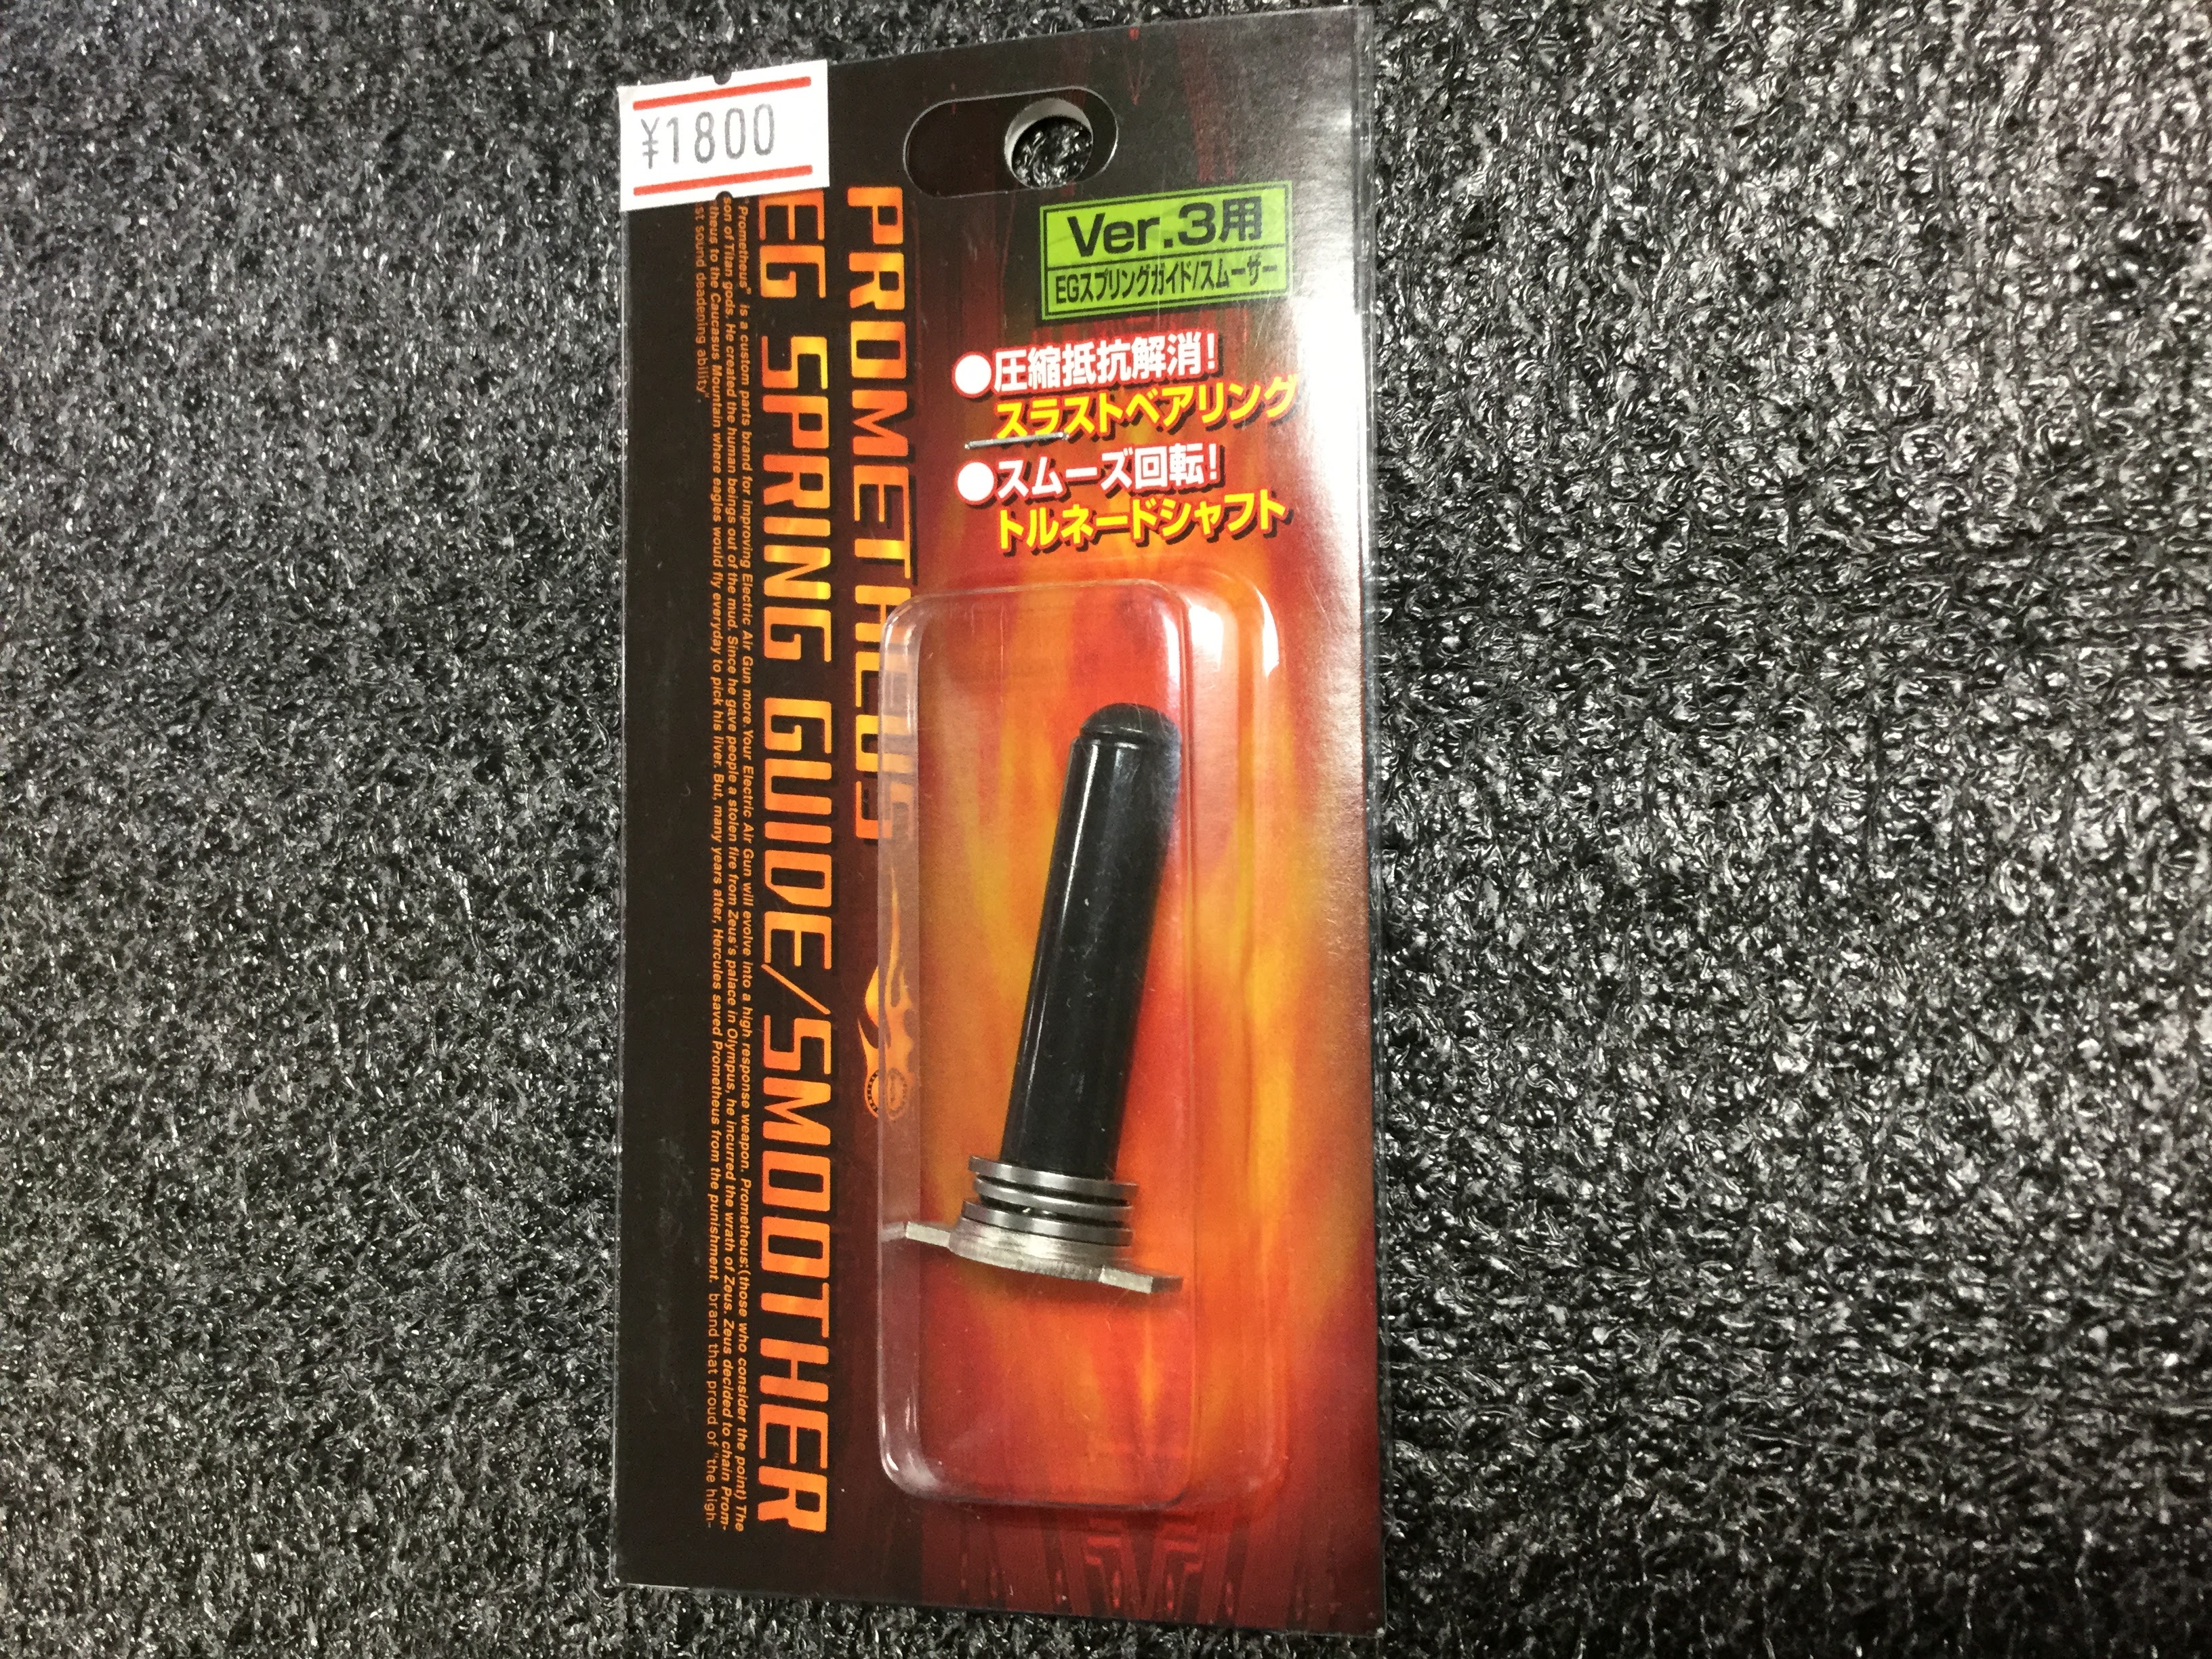 ¥1800
Ver.3用
EGスプリングガイド/スムーザー
●圧縮抵抗解消!
スラストベアリング
●スムーズ回転!
トルネードシャフト
PROMETHEUS
EG SPRING GUIDE/SMOOTHER
"Prometheus" is a custom parts brand for improving Electric Air Gun more.Your Electric Air Gun will evolve into a high response weapon. Prometheus:(those who consider the point) The
son of Titan gods. He created the human beings out of the mud. Since he gave people a stolen fire from Zeus's palace in Olympus, he incurred the wrath of Zeus. Zeus decided to chain Prom-
theus to the Caucasus Mountain where eagles would fly everyday to pick his liver. But, many years after, Hercules saved Prometheus from the punishment. brand that proud of "the high-
st sound deadening ability".